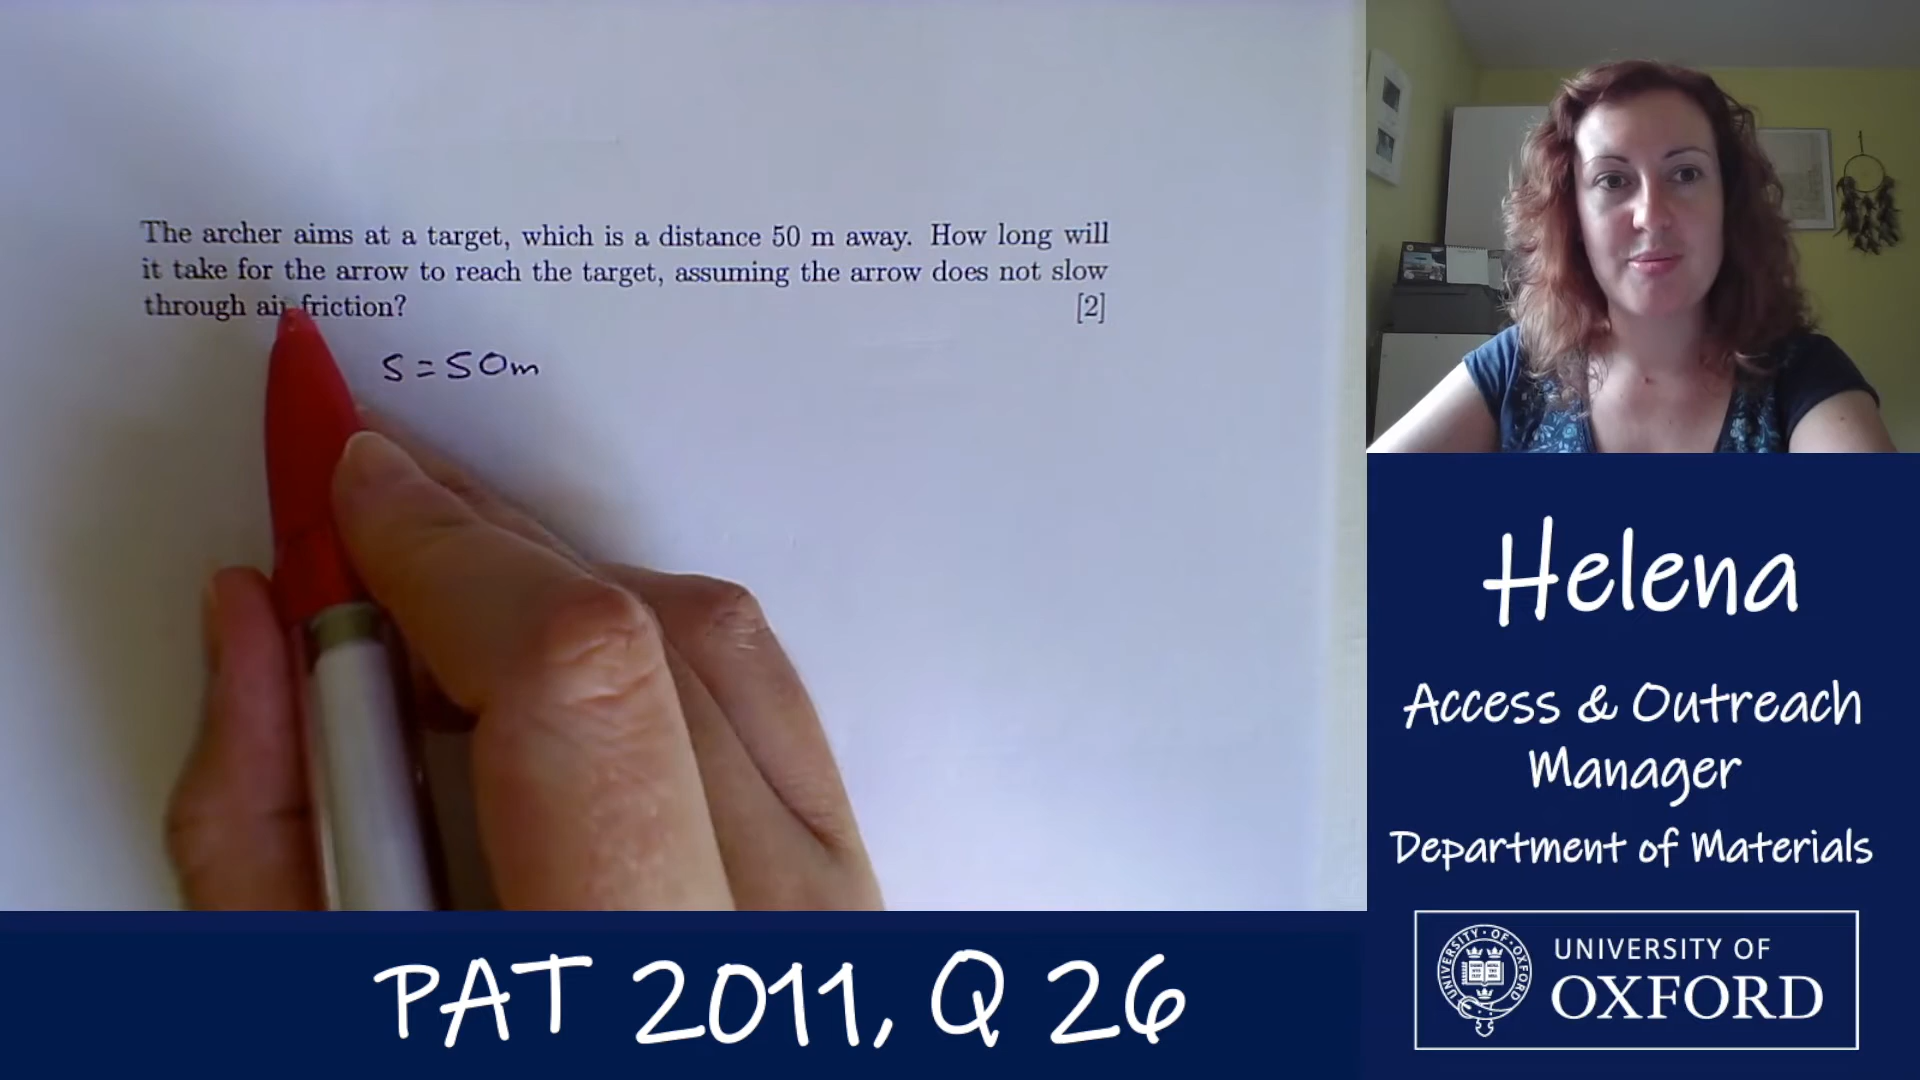 The archer aims at a target, which is a distance 50 m away. How long will
it take for the arrow to reach the target, assuming the arrow does not slow
through air friction? [2]
S = 50m
Helena
Access & Outreach
Manager
Department of Materials
UNIVERSITY OF
OXFORD
PAT 2011, Q 26